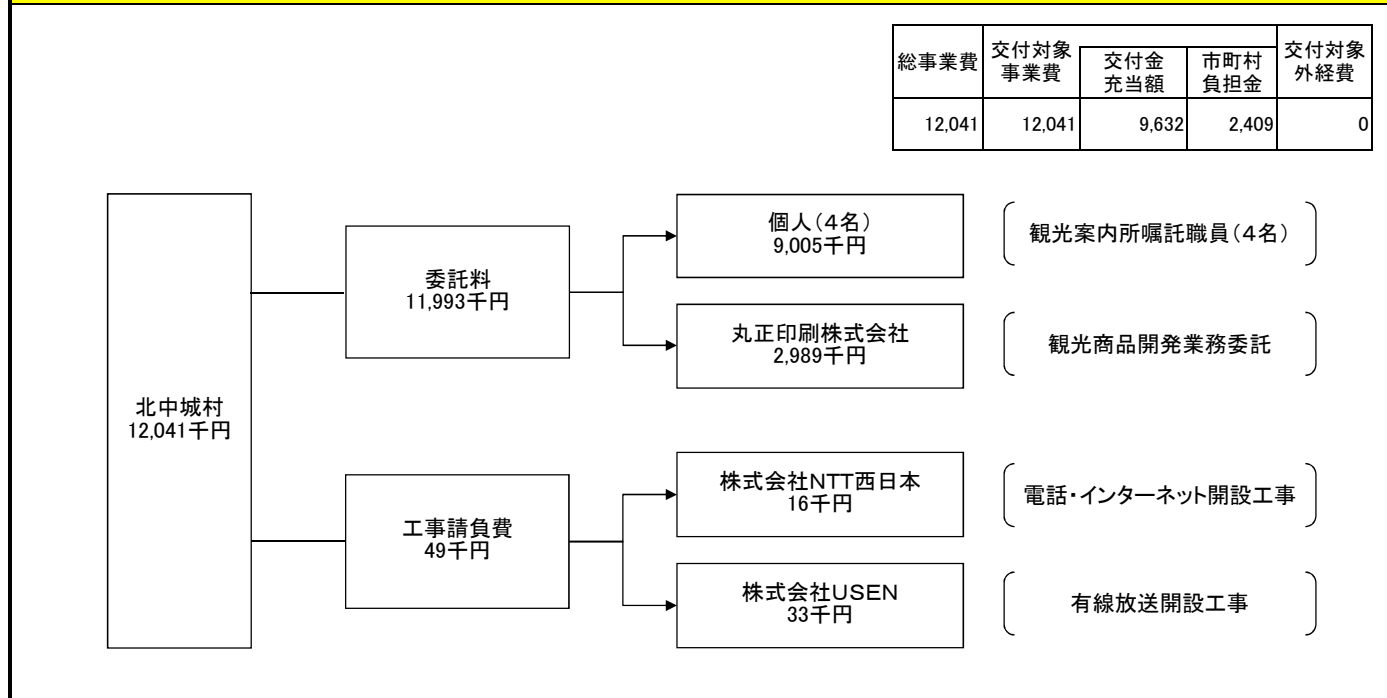 総事業費
交付対象
事業費
交付金
充当額
市町村
負担金
交付対象
外経費
12,041 12,041 9,632 2,409 0
北中城村
12,041千円
委託料
11,993千円
個人(4名)
9,005千円
観光案内所嘱託職員(4名)
丸正印刷株式会社
2,989千円
観光商品開発業務委託
工事請負費
49千円
株式会社NTT西日本
16千円
電話・インターネット開設工事
株式会社USEN
33千円
有線放送開設工事